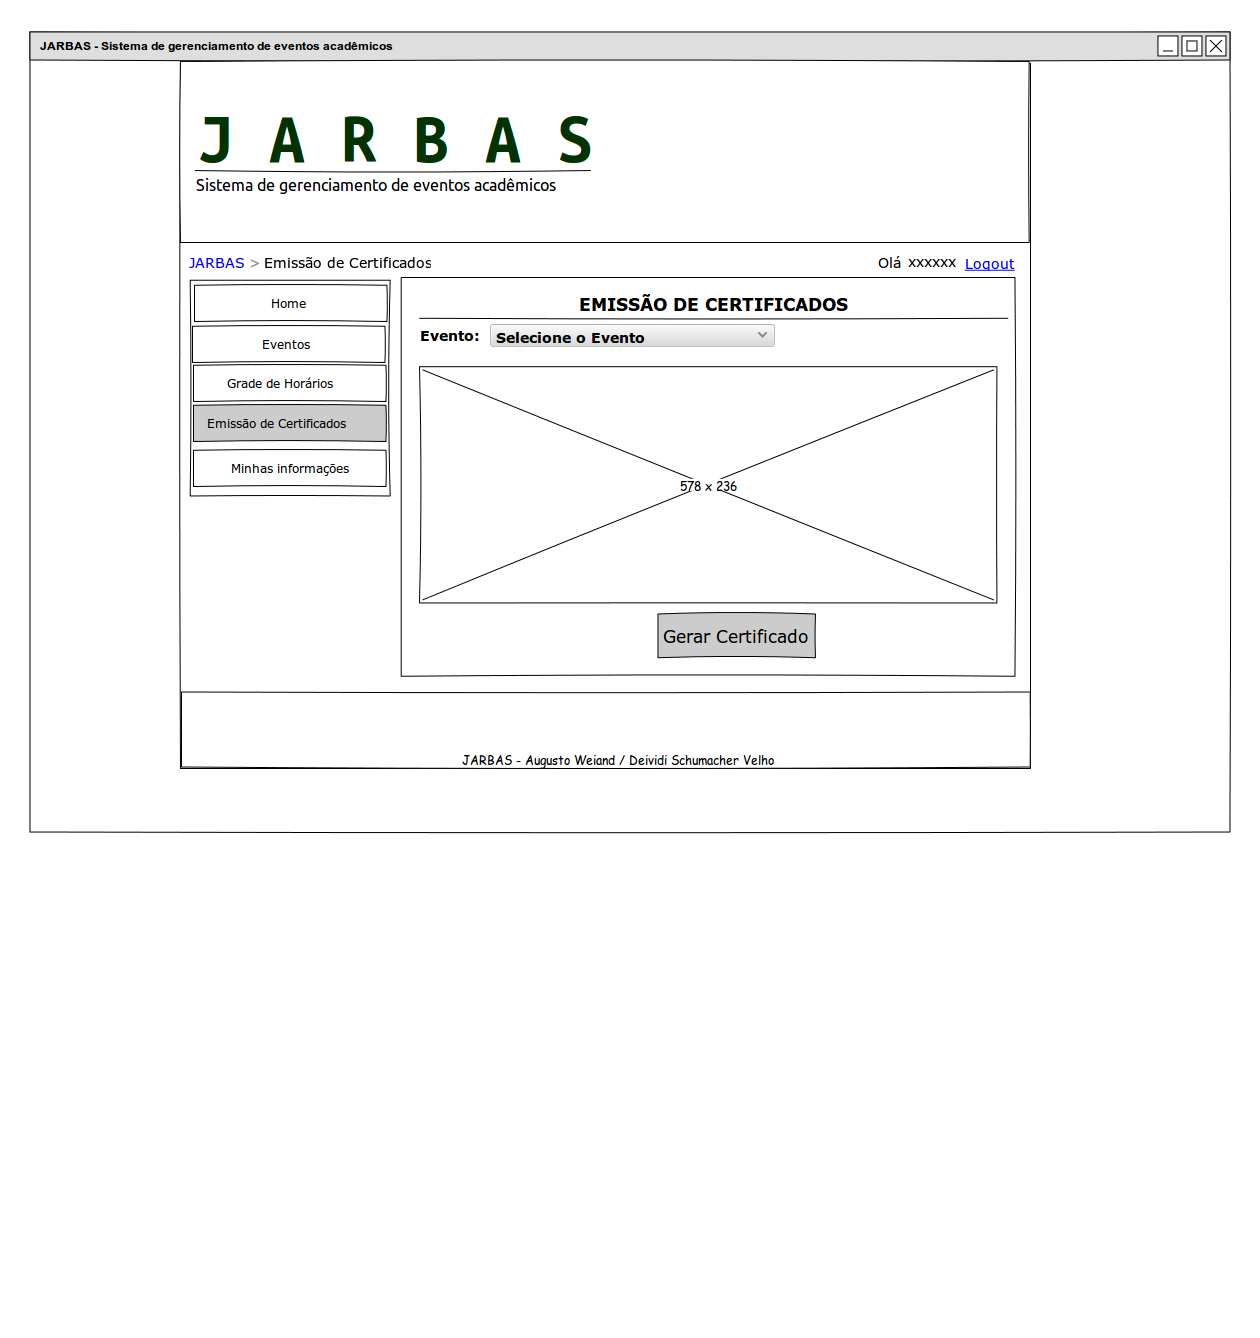 JARBAS - Sistema de gerenciamento de eventos acadêmicos
J A R B A S
Sistema de gerenciamento de eventos acadêmicos
JARBAS > Emissão de Certificados
Olá xxxxxx Logout
Home
Eventos
Grade de Horários
Emissão de Certificados
Minhas informações
EMISSÃO DE CERTIFICADOS
Evento: Selecione o Evento
578 x 236
Gerar Certificado
JARBAS - Augusto Weiand / Deividi Schumacher Velho